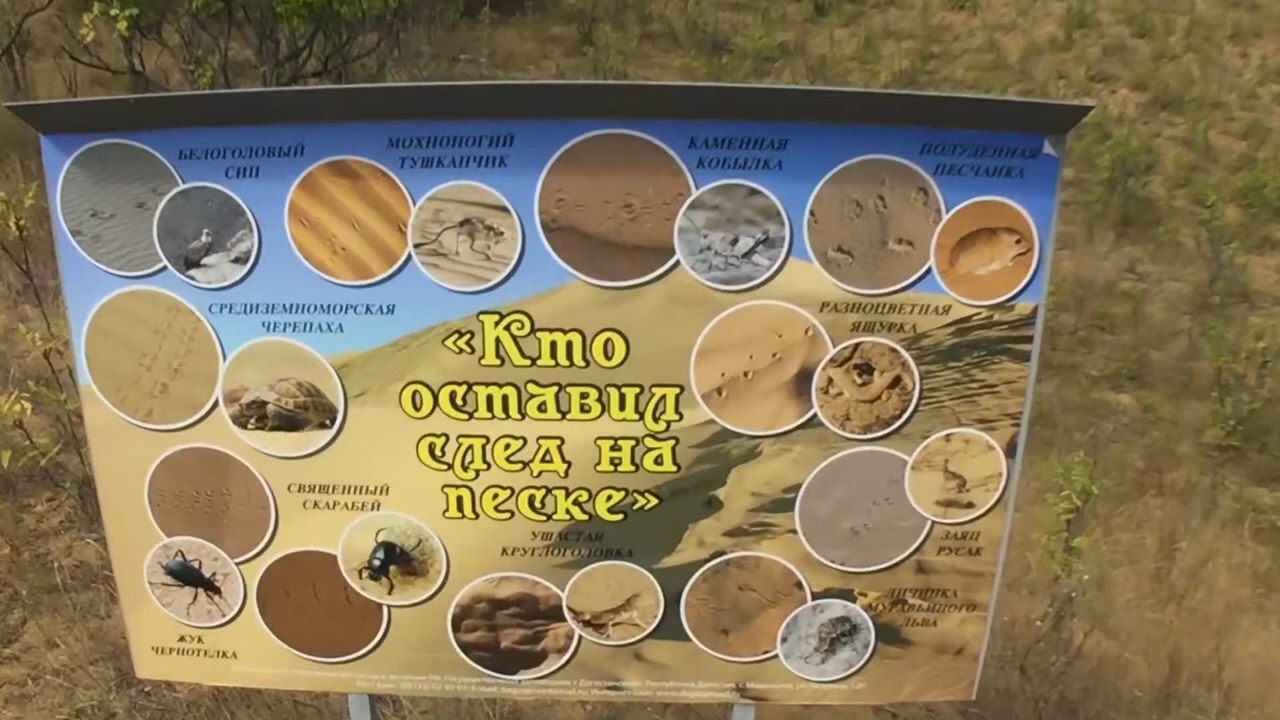 БЕЛОГОЛОВЫЙ
СИП
МОХНОНОГИЙ
ТУШКАНЧИК
КАМЕННАЯ
КОБЫЛКА
ПОЛУДЕННАЯ
ПЕСЧАНКА
СРЕДИЗЕМНОМОРСКАЯ
ЧЕРЕПАХА
РАЗНОЦВЕТНАЯ
ЯЩУРКА
«Кто
оставил
след на
песке»
СВЯЩЕННЫЙ
СКАРАБЕЙ
УШАСТАЯ
КРУГЛОГОЛОВКА
ЗАЯЦ
РУСАК
ЛИЧИНКА
МУРАВЬИНОГО
ЛЬВА
ЖУК
ЧЕРНОТЕЛКА